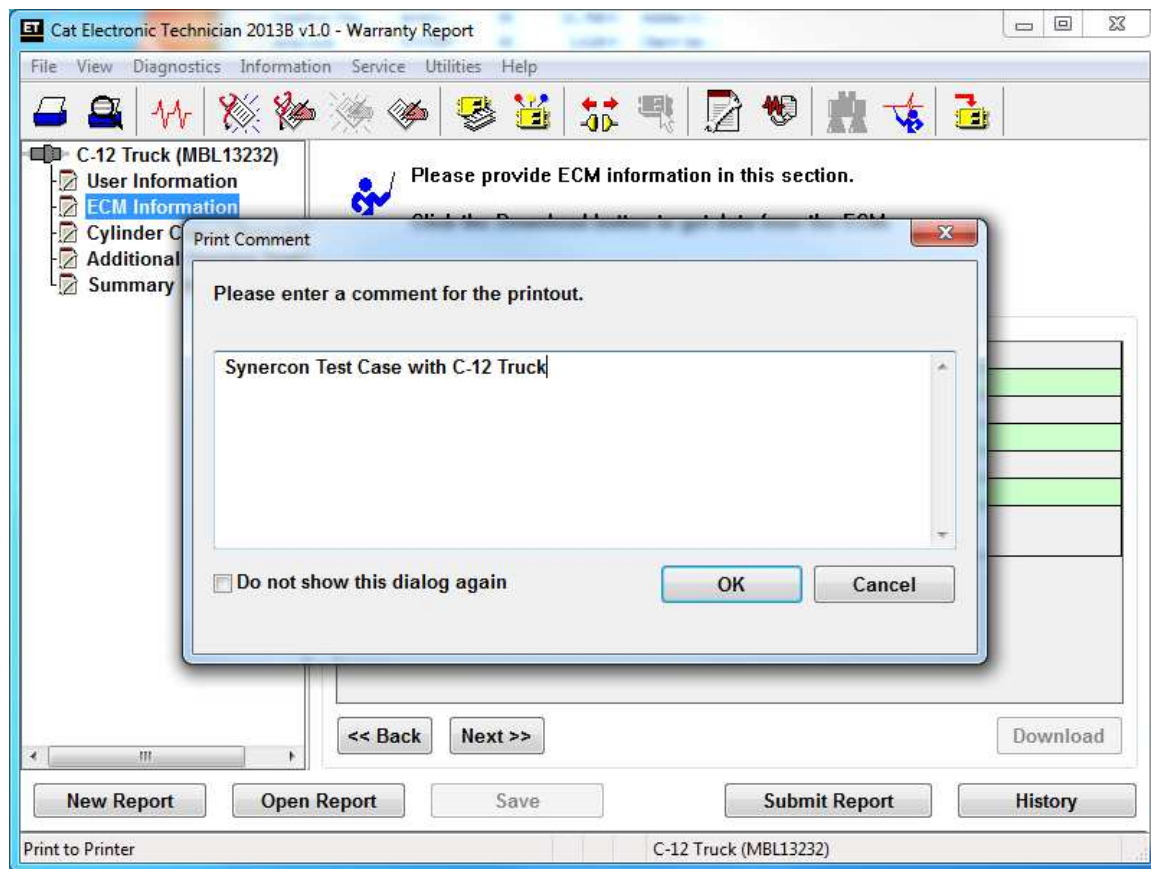 ET Cat Electronic Technician 2013B v1.0 - Warranty Report
File View Diagnostics Information Service Utilities Help
C-12 Truck (MBL13232)
User Information
ECM Information
Cylinder C
Additional
Summary
Please provide ECM information in this section.
Print Comment
Please enter a comment for the printout.
Synercon Test Case with C-12 Truck
Do not show this dialog again
OK Cancel
<< Back Next >> Download
New Report Open Report Save Submit Report History
Print to Printer C-12 Truck (MBL13232)